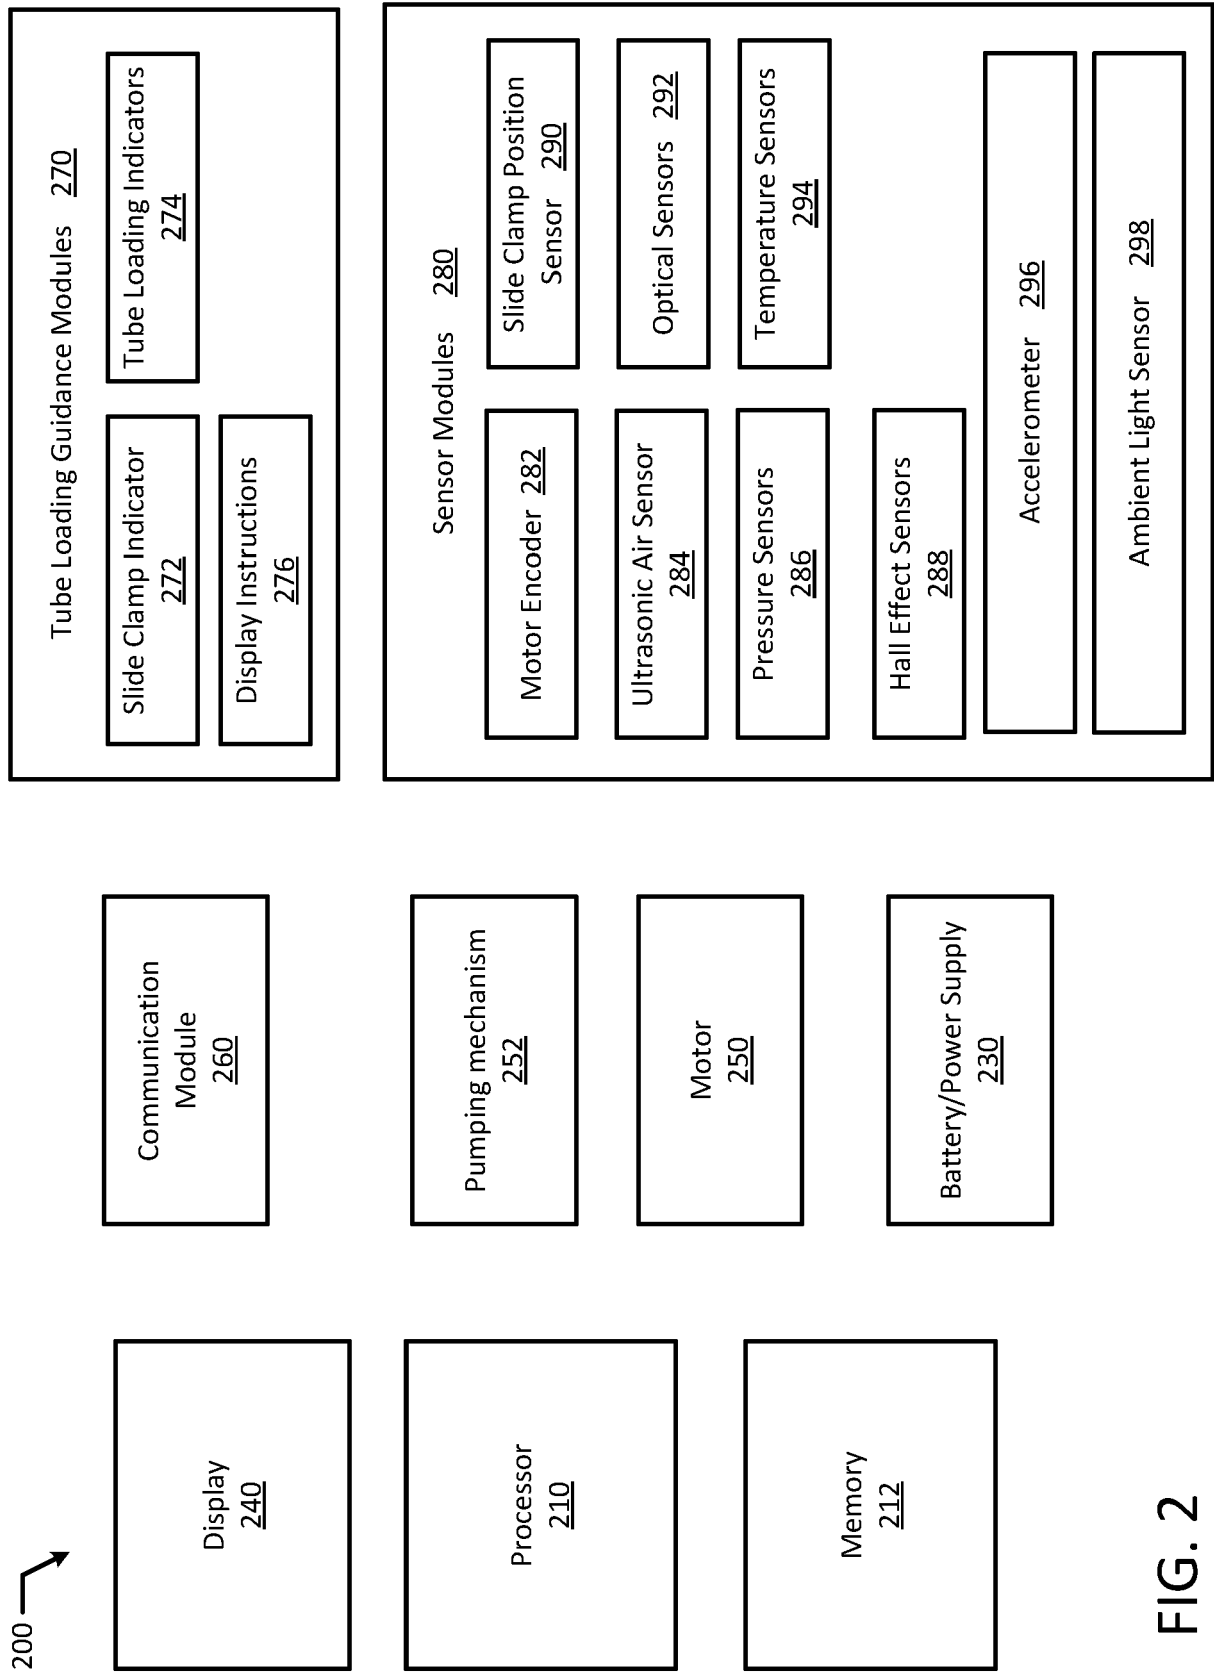 200
Display
240
Processor
210
Memory
212
Communication
Module
260
Pumping mechanism
252
Motor
250
Battery/Power Supply
230
Tube Loading Guidance Modules 270
Slide Clamp Indicator
272
Tube Loading Indicators
274
Display Instructions
276
Sensor Modules 280
Motor Encoder 282
Slide Clamp Position
Sensor 290
Ultrasonic Air Sensor
284
Optical Sensors 292
Pressure Sensors
286
Temperature Sensors
294
Hall Effect Sensors
288
Accelerometer 296
Ambient Light Sensor 298
FIG. 2